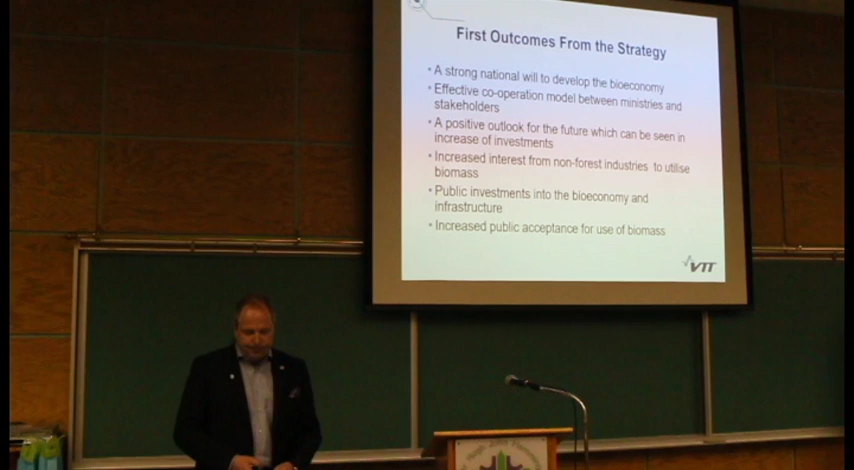 First Outcomes From the Strategy
• A strong national will to develop the bioeconomy
• Effective co-operation model between ministries and
stakeholders
• A positive outlook for the future which can be seen in
increase of investments
• Increased interest from non-forest industries to utilise
biomass
• Public investments into the bioeconomy and
infrastructure
• Increased public acceptance for use of biomass
VTT